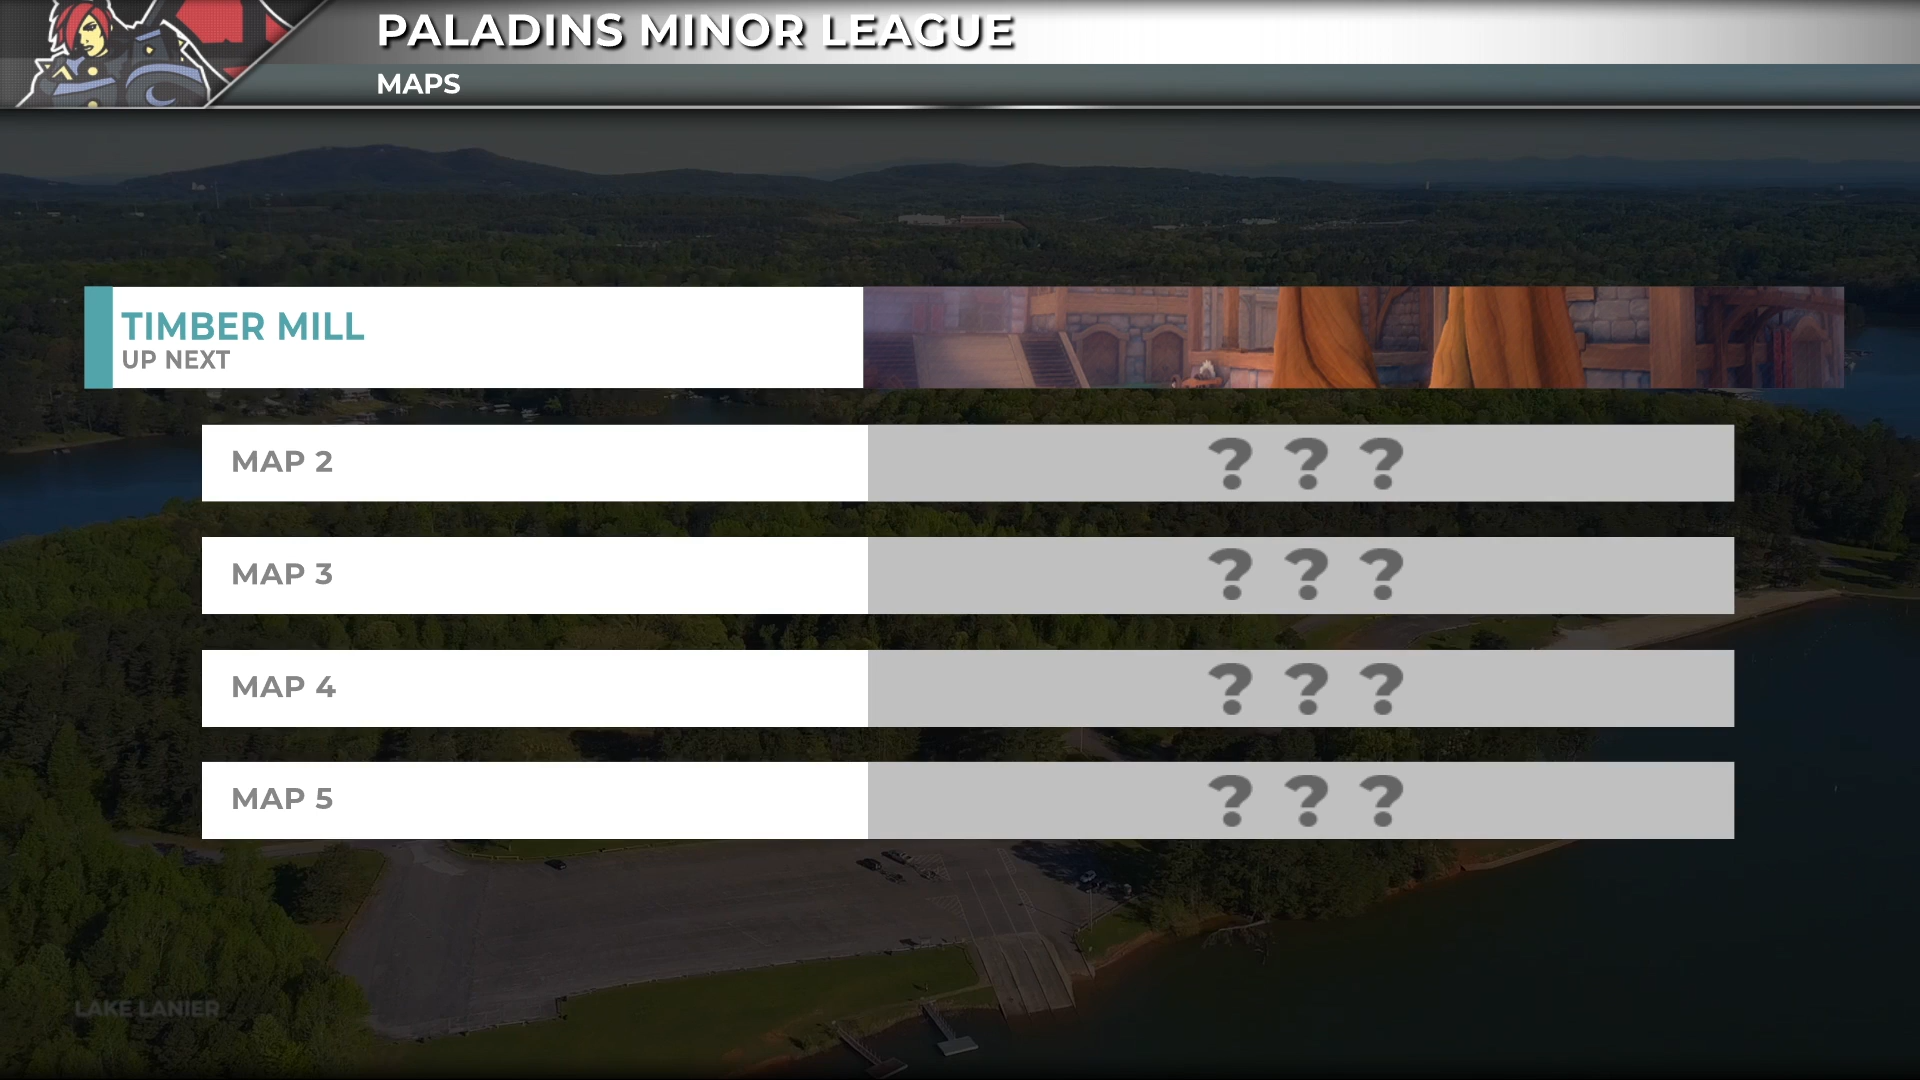 PALADINS MINOR LEAGUE
MAPS
TIMBER MILL
UP NEXT
MAP 2
? ? ?
MAP 3
? ? ?
MAP 4
? ? ?
MAP 5
? ? ?
LAKE LANIER